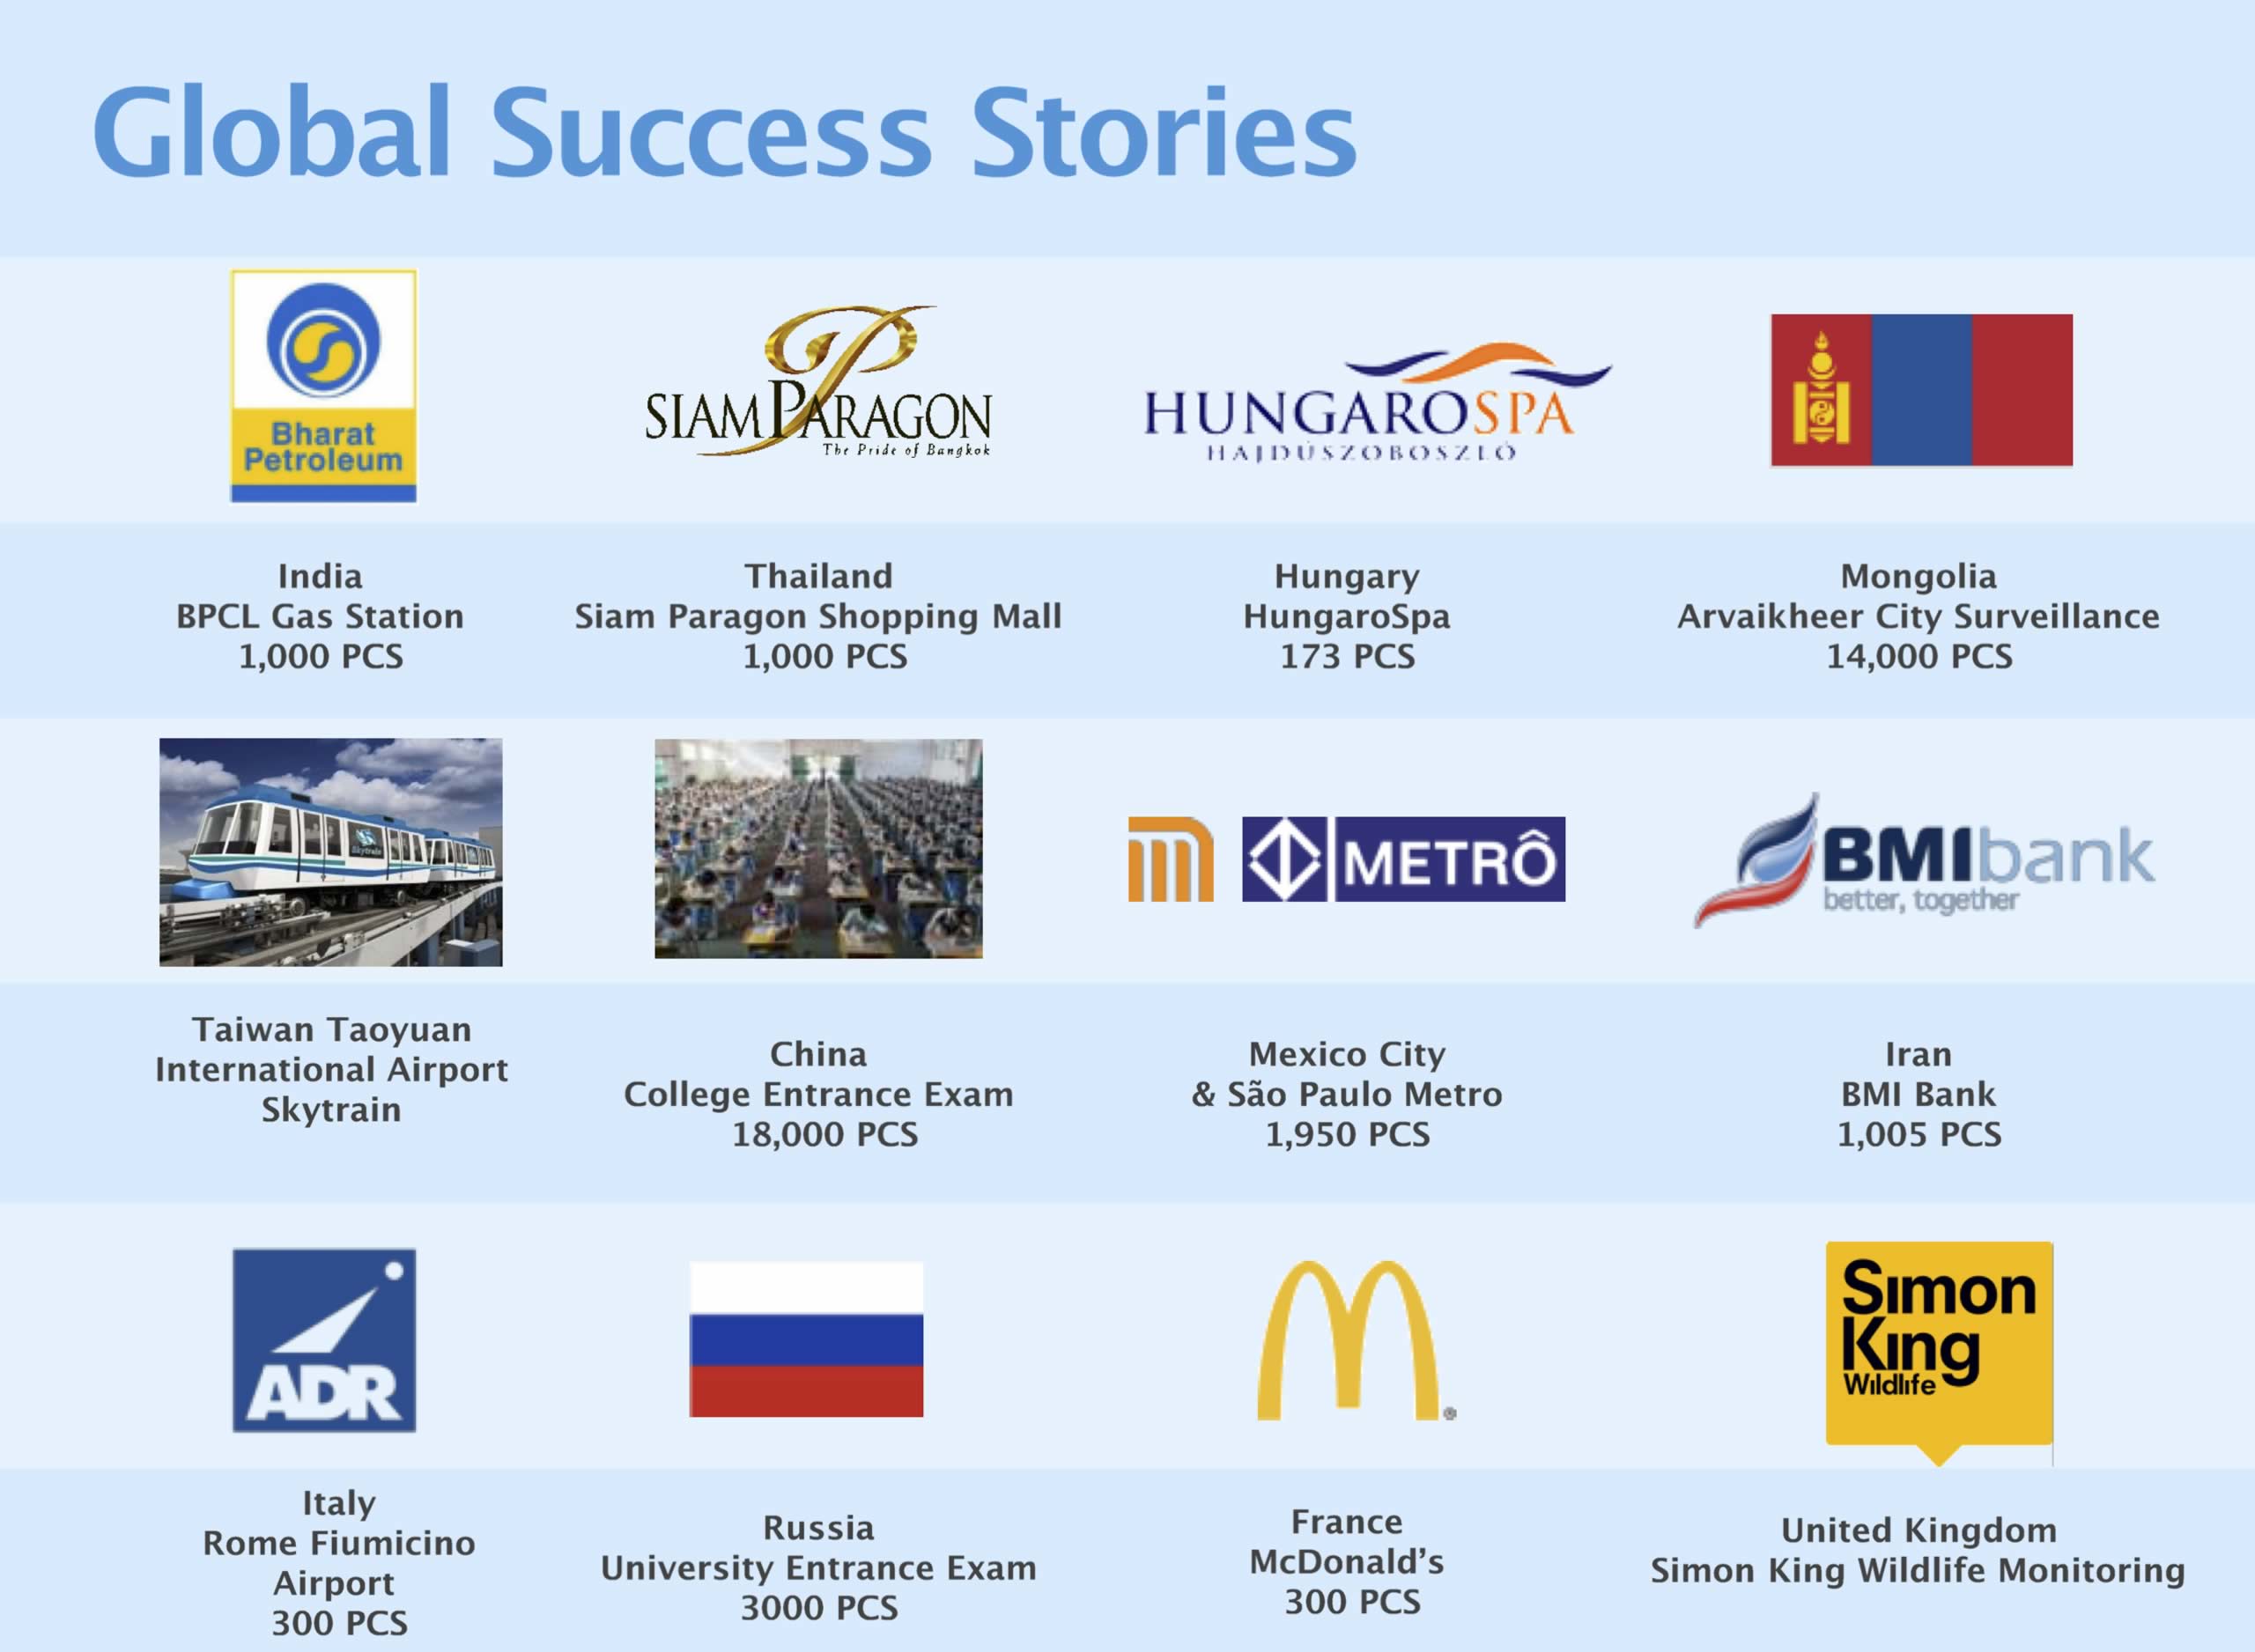 Global Success Stories
Bharat
Petroleum
SIAM PARAGON
The Pride of Bangkok
HUNGAROSPA
HAJDÚSZOBOSZLÓ
India
BPCL Gas Station
1,000 PCS
Thailand
Siam Paragon Shopping Mall
1,000 PCS
Hungary
HungaroSpa
173 PCS
Mongolia
Arvaikheer City Surveillance
14,000 PCS
Skytrain
METRÔ
BMIbank
better, together
Taiwan Taoyuan
International Airport
Skytrain
China
College Entrance Exam
18,000 PCS
Mexico City
& São Paulo Metro
1,950 PCS
Iran
BMI Bank
1,005 PCS
ADR
M
®
Simon
King
Wildlife
Italy
Rome Fiumicino
Airport
300 PCS
Russia
University Entrance Exam
3000 PCS
France
McDonald’s
300 PCS
United Kingdom
Simon King Wildlife Monitoring